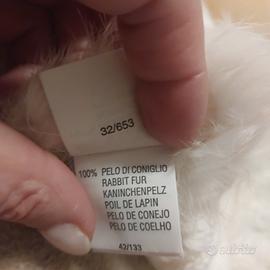 32/653
100% PELO DI CONIGLIO
RABBIT FUR
KANINCHENPELZ
POIL DE LAPIN
PELO DE CONEJO
PELO DE COELHO
42/133
subito